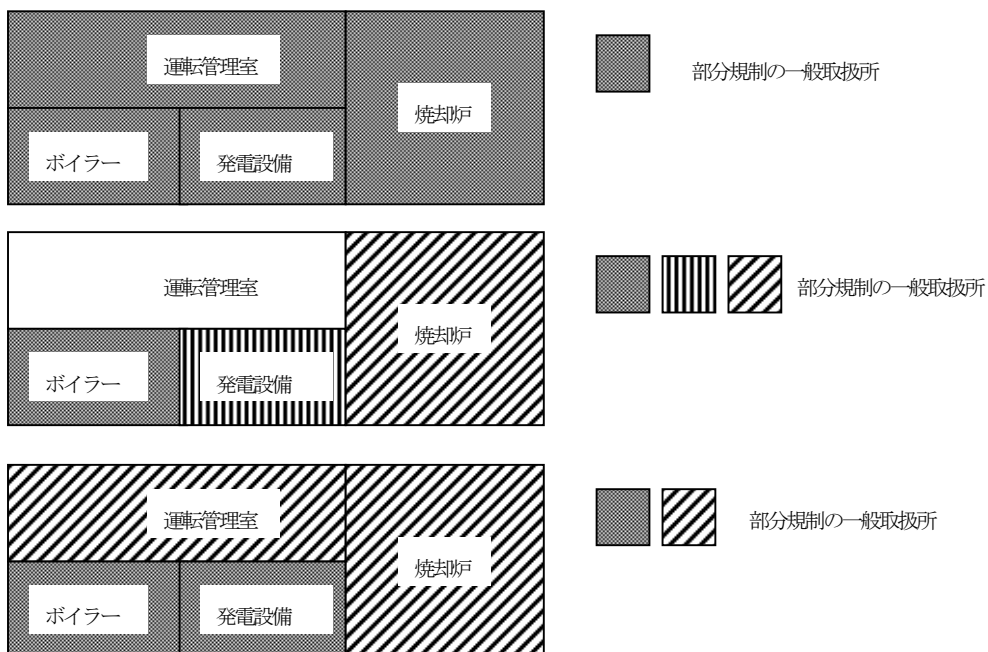 運転管理室
焼却炉
ボイラー
発電設備
部分規制の一般取扱所
運転管理室
焼却炉
ボイラー
発電設備
部分規制の一般取扱所
運転管理室
焼却炉
ボイラー
発電設備
部分規制の一般取扱所